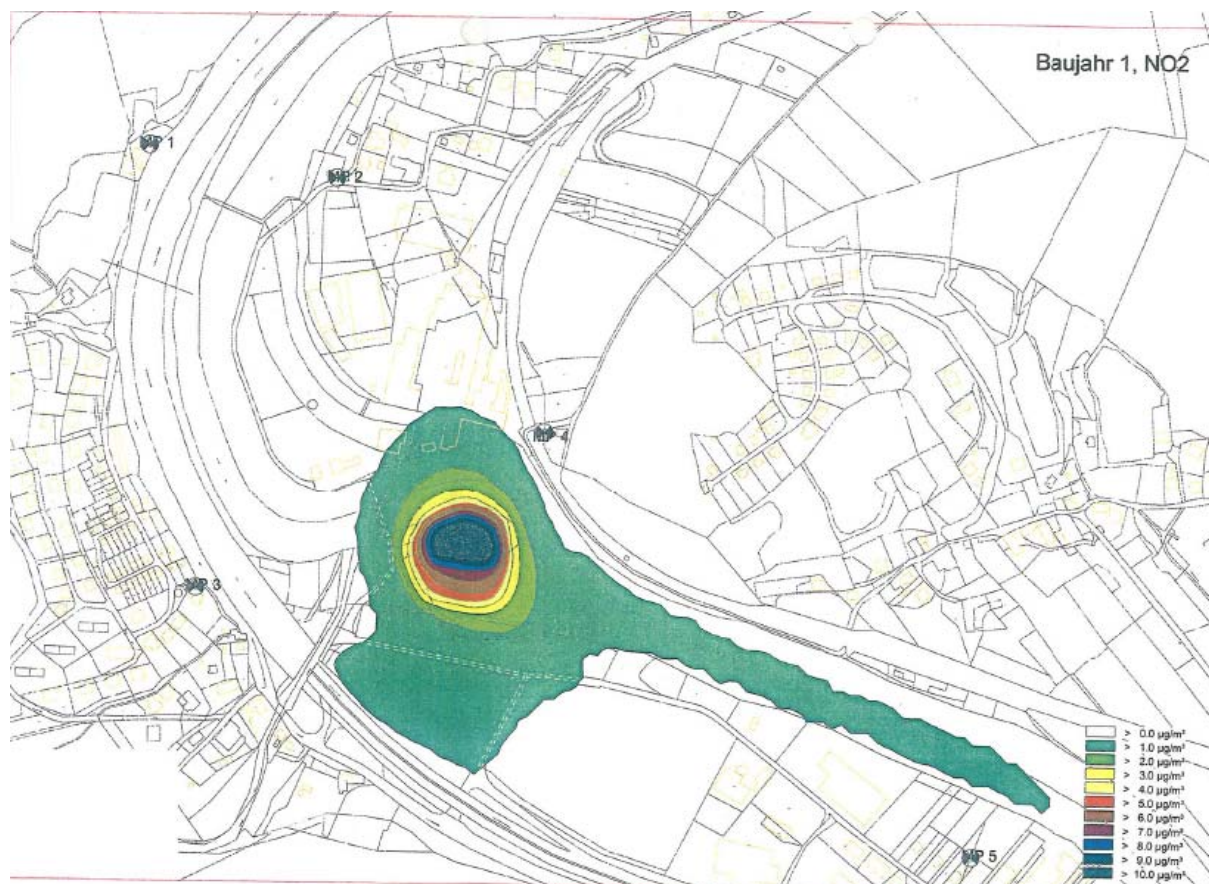 Baujahr 1, NO2
MP 1
MP 2
MP 4
MP 3
MP 5
> 0.0 µg/m³
> 1.0 µg/m³
> 2.0 µg/m³
> 3.0 µg/m³
> 4.0 µg/m³
> 5.0 µg/m³
> 6.0 µg/m³
> 7.0 µg/m³
> 8.0 µg/m³
> 9.0 µg/m³
> 10.0 µg/m³